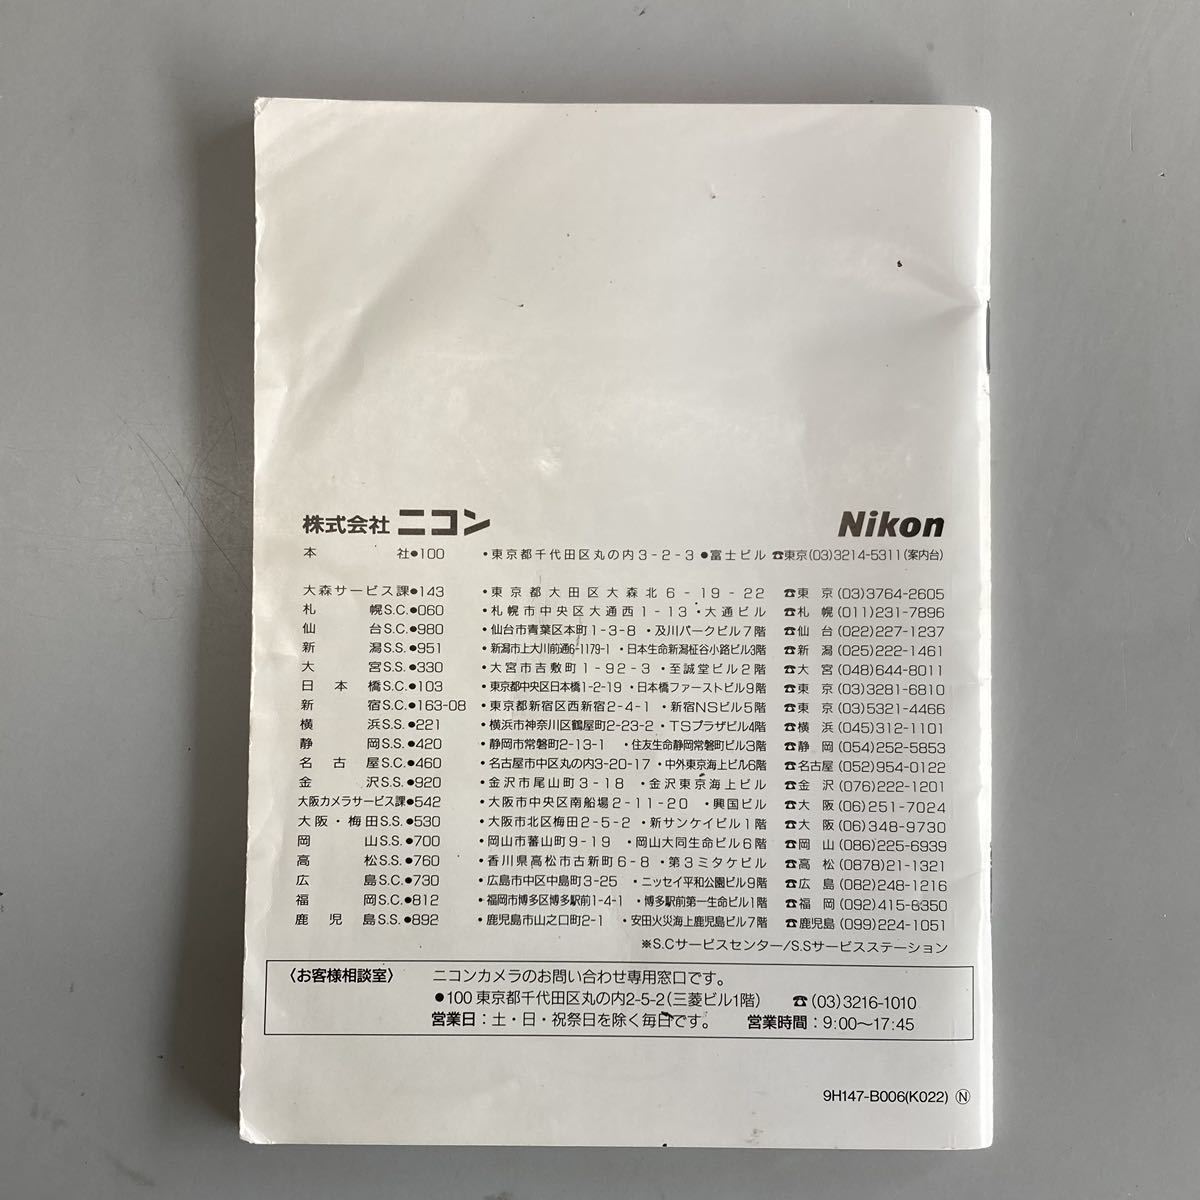 株式会社 ニコン Nikon
本社●100 ・東京都千代田区丸の内3-2-3●富士ビル ☎東京(03)3214-5311(案内台)
大森サービス課●143 ・東京都大田区大森北6-19-22 ☎東京(03)3764-2605
札幌S.C.●060 ・札幌市中央区大通西1-13・大通ビル ☎札幌(011)231-7896
仙台S.C.●980 ・仙台市青葉区本町1-3-8・及川パークビル7階 ☎仙台(022)227-1237
新潟S.S.●951 ・新潟市上大川前通6-1179-1・日本生命新潟柾谷小路ビル3階 ☎新潟(025)222-1461
大宮S.S.●330 ・大宮市吉敷町1-92-3・至誠堂ビル2階 ☎大宮(048)644-8011
日本橋S.C.●103 ・東京都中央区日本橋1-2-19・日本橋ファーストビル9階 ☎東京(03)3281-6810
新宿S.C.●163-08 ・東京都新宿区西新宿2-4-1・新宿NSビル5階 ☎東京(03)5321-4466
横浜S.S.●221 ・横浜市神奈川区鶴屋町2-23-2・TSプラザビル4階 ☎横浜(045)312-1101
静岡S.S.●420 ・静岡市常磐町2-13-1・住友生命静岡常磐町ビル3階 ☎静岡(054)252-5853
名古屋S.C.●460 ・名古屋市中区丸の内3-20-17・中外東京海上ビル6階 ☎名古屋(052)954-0122
金沢S.S.●920 ・金沢市尾山町3-18・金沢東京海上ビル ☎金沢(076)222-1201
大阪カメラサービス課●542 ・大阪市中央区南船場2-11-20・興国ビル ☎大阪(06)251-7024
大阪・梅田S.S.●530 ・大阪市北区梅田2-5-2・新サンケイビル1階 ☎大阪(06)348-9730
岡山S.S.●700 ・岡山市蕃山町9-19・岡山大同生命ビル6階 ☎岡山(086)225-6939
高松S.S.●760 ・香川県高松市古新町6-8・第3ミタケビル ☎高松(0878)21-1321
広島S.C.●730 ・広島市中区中島町3-25・ニッセイ平和公園ビル9階 ☎広島(082)248-1216
福岡S.C.●812 ・福岡市博多区博多駅前1-4-1・博多駅前第一生命ビル1階 ☎福岡(092)415-6350
鹿児島S.S.●892 ・鹿児島市山之口町2-1・安田火災海上鹿児島ビル7階 ☎鹿児島(099)224-1051
※S.Cサービスセンター/S.Sサービスステーション
〈お客様相談室〉 ニコンカメラのお問い合わせ専用窓口です。
●100 東京都千代田区丸の内2-5-2(三菱ビル1階) ☎(03)3216-1010
営業日：土・日・祝祭日を除く毎日です。 営業時間：9:00〜17:45
9H147-B006(K022) Ⓝ